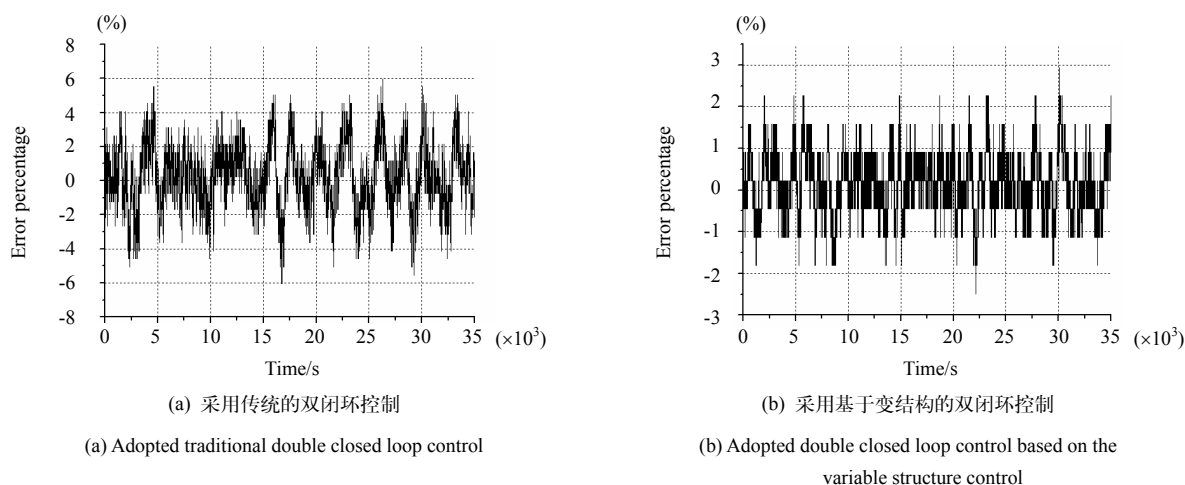 (%)
8
6
4
2
0
-2
-4
-6
-8
Error percentage
0 5 10 15 20 25 30 35 (×10³)
Time/s
(a) 采用传统的双闭环控制
(a) Adopted traditional double closed loop control
(%)
3
2
1
0
-1
-2
-3
Error percentage
0 5 10 15 20 25 30 35 (×10³)
Time/s
(b) 采用基于变结构的双闭环控制
(b) Adopted double closed loop control based on the
variable structure control